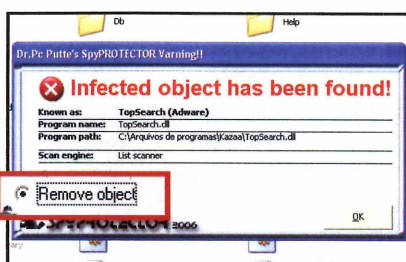 Db Help
Dr.Pc Putte's SpyPROTECTOR Varning!!
Infected object has been found!
Known as: TopSearch (Adware)
Program name: TopSearch.dll
Program path: C:\Arquivos de programas\Kazaa\TopSearch.dll
Scan engine: List scanner
Remove object
OK
2006